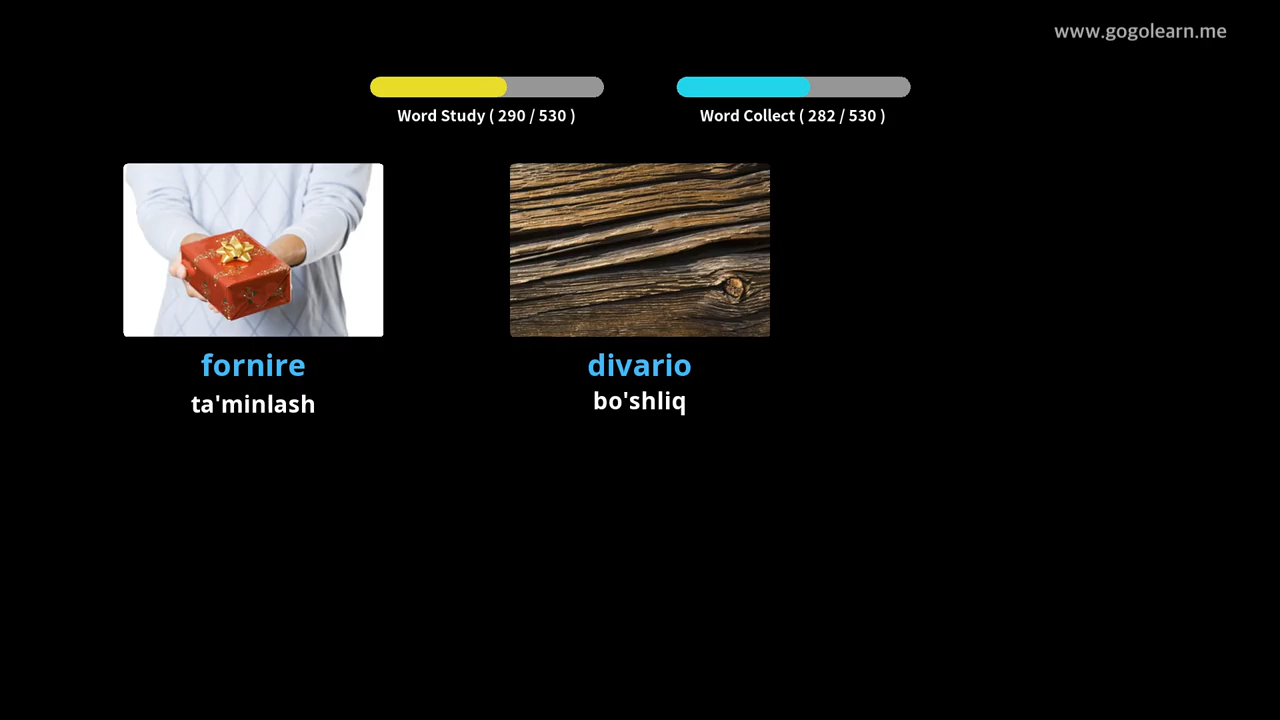 www.gogolearn.me
Word Study ( 290 / 530 )
Word Collect ( 282 / 530 )
fornire
ta'minlash
divario
bo'shliq